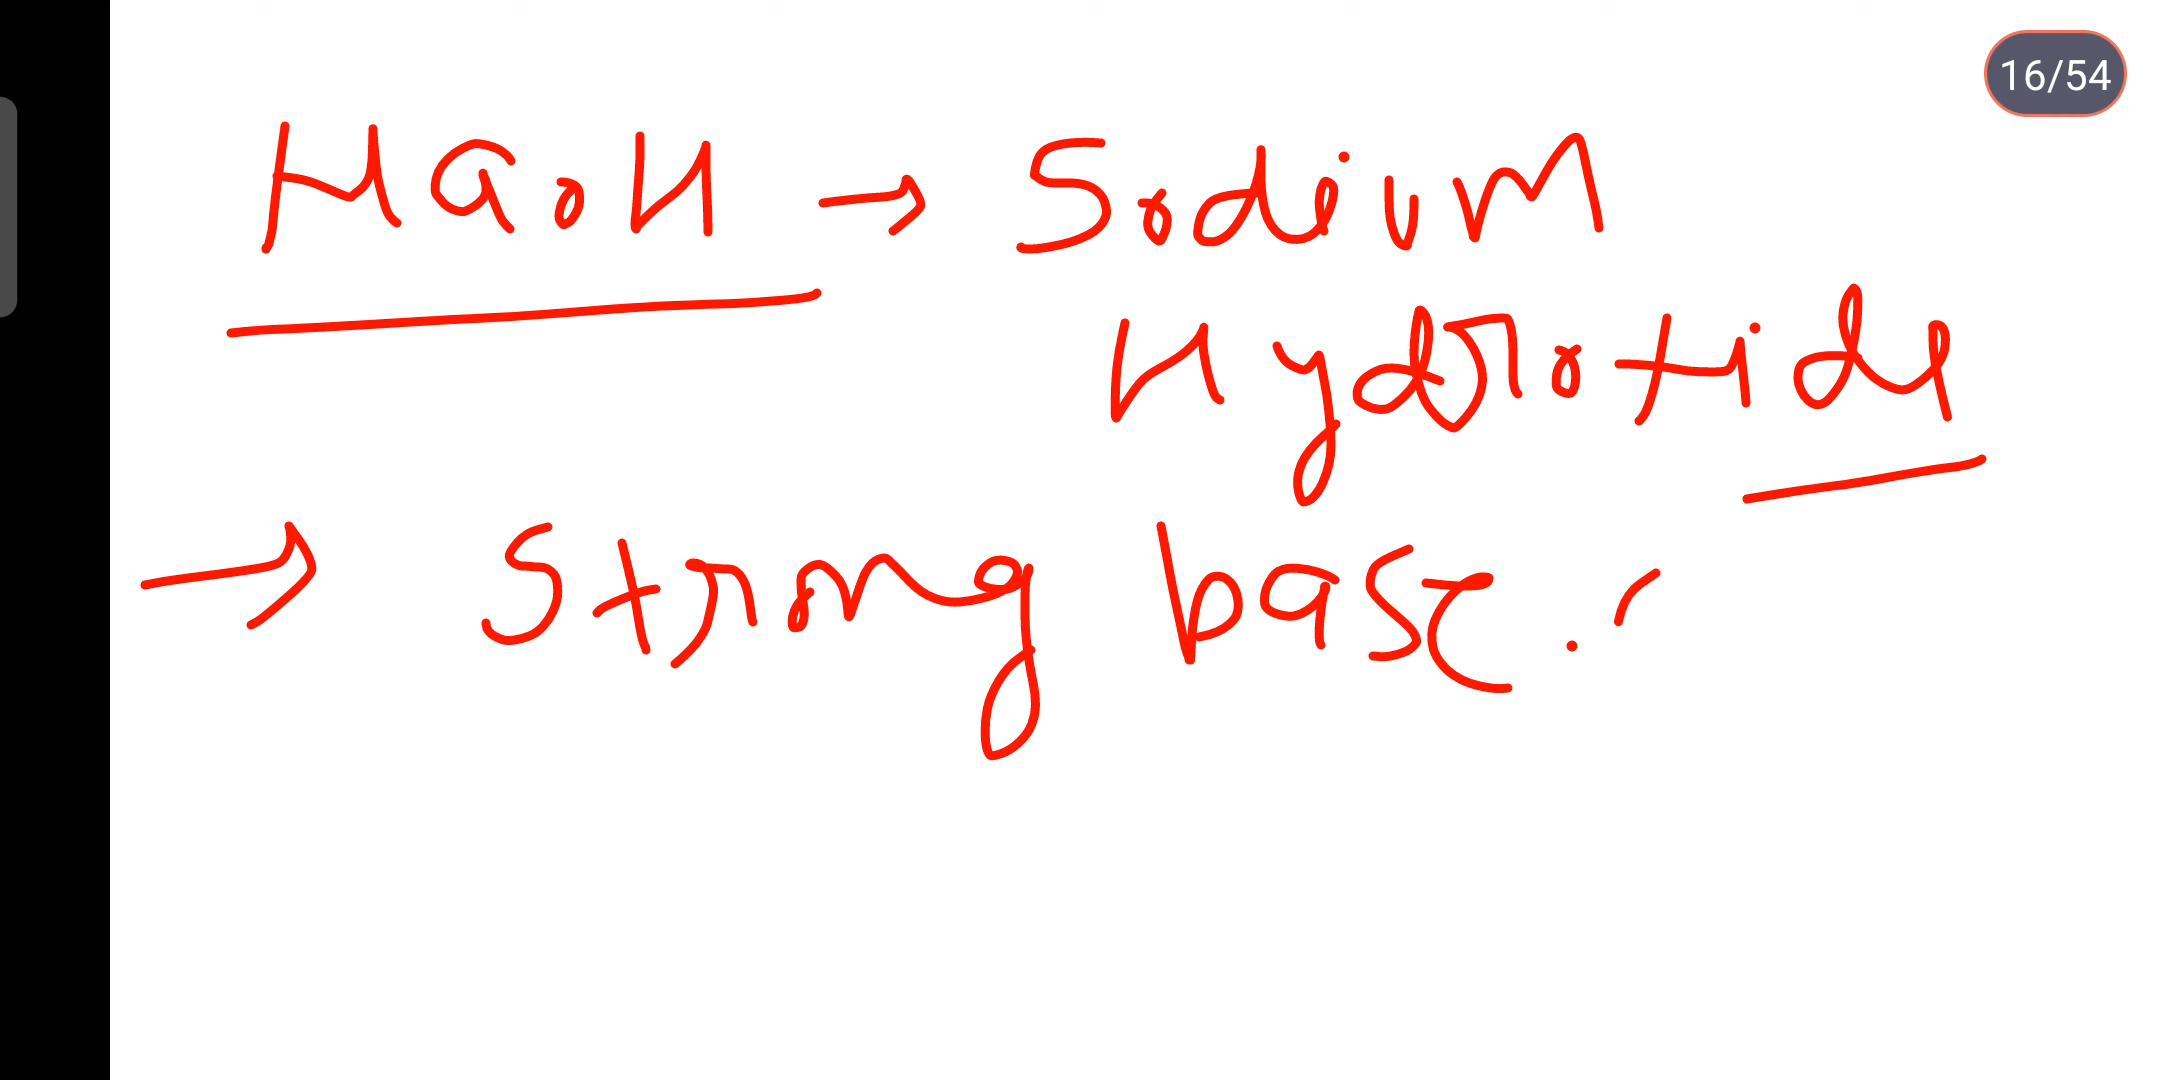 16/54
NaOH → Sodium
Hydroxide
→ Strong base.